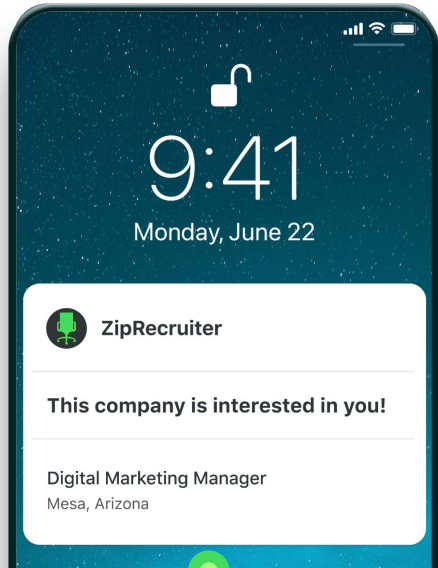 9:41
Monday, June 22
ZipRecruiter
This company is interested in you!
Digital Marketing Manager
Mesa, Arizona